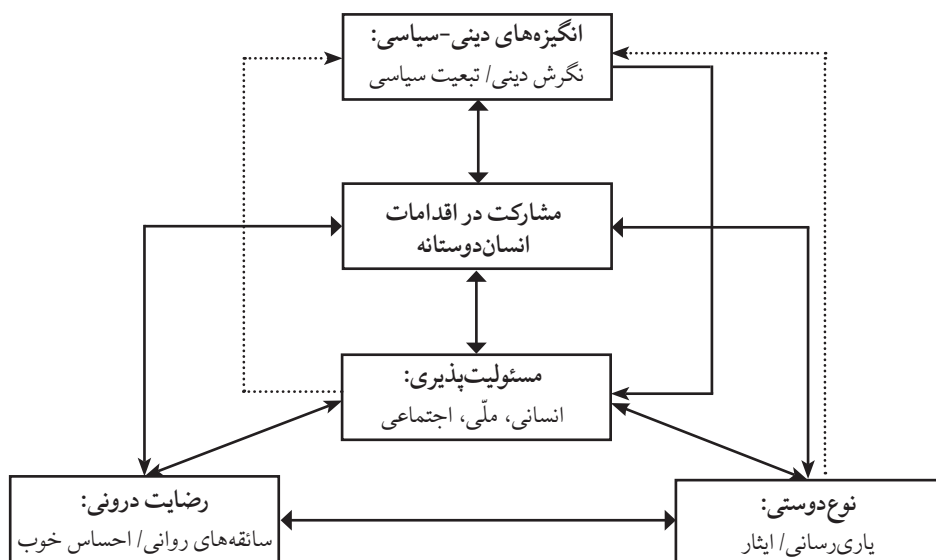 انگیزه‌های دینی-سیاسی:
نگرش دینی/ تبعیت سیاسی
مشارکت در اقدامات
انسان‌دوستانه
مسئولیت‌پذیری:
انسانی، ملّی، اجتماعی
نوع‌دوستی:
یاری‌رسانی/ ایثار
رضایت درونی:
سائقه‌های روانی/ احساس خوب